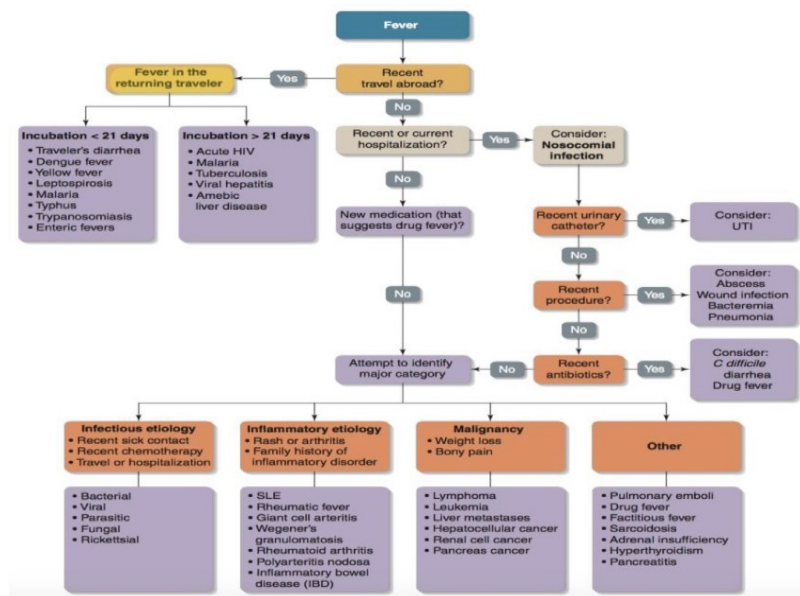 Fever
Fever in the
returning traveler
Yes
Recent
travel abroad?
No
Incubation < 21 days
• Traveler's diarrhea
• Dengue fever
• Yellow fever
• Leptospirosis
• Malaria
• Typhus
• Trypanosomiasis
• Enteric fevers
Incubation > 21 days
• Acute HIV
• Malaria
• Tuberculosis
• Viral hepatitis
• Amebic
liver disease
Recent or current
hospitalization?
Yes
Consider:
Nosocomial
infection
No
New medication (that
suggests drug fever)?
Recent urinary
catheter?
Yes
Consider:
UTI
No
No
Recent
procedure?
Yes
Consider:
Abscess
Wound infection
Bacteremia
Pneumonia
No
Attempt to identify
major category
No
Recent
antibiotics?
Yes
Consider:
C difficile
diarrhea
Drug fever
Infectious etiology
• Recent sick contact
• Recent chemotherapy
• Travel or hospitalization
Inflammatory etiology
• Rash or arthritis
• Family history of
inflammatory disorder
Malignancy
• Weight loss
• Bony pain
Other
• Bacterial
• Viral
• Parasitic
• Fungal
• Rickettsial
• SLE
• Rheumatic fever
• Giant cell arteritis
• Wegener's
granulomatosis
• Rheumatoid arthritis
• Polyarteritis nodosa
• Inflammatory bowel
disease (IBD)
• Lymphoma
• Leukemia
• Liver metastases
• Hepatocellular cancer
• Renal cell cancer
• Pancreas cancer
• Pulmonary emboli
• Drug fever
• Factitious fever
• Sarcoidosis
• Adrenal insufficiency
• Hyperthyroidism
• Pancreatitis